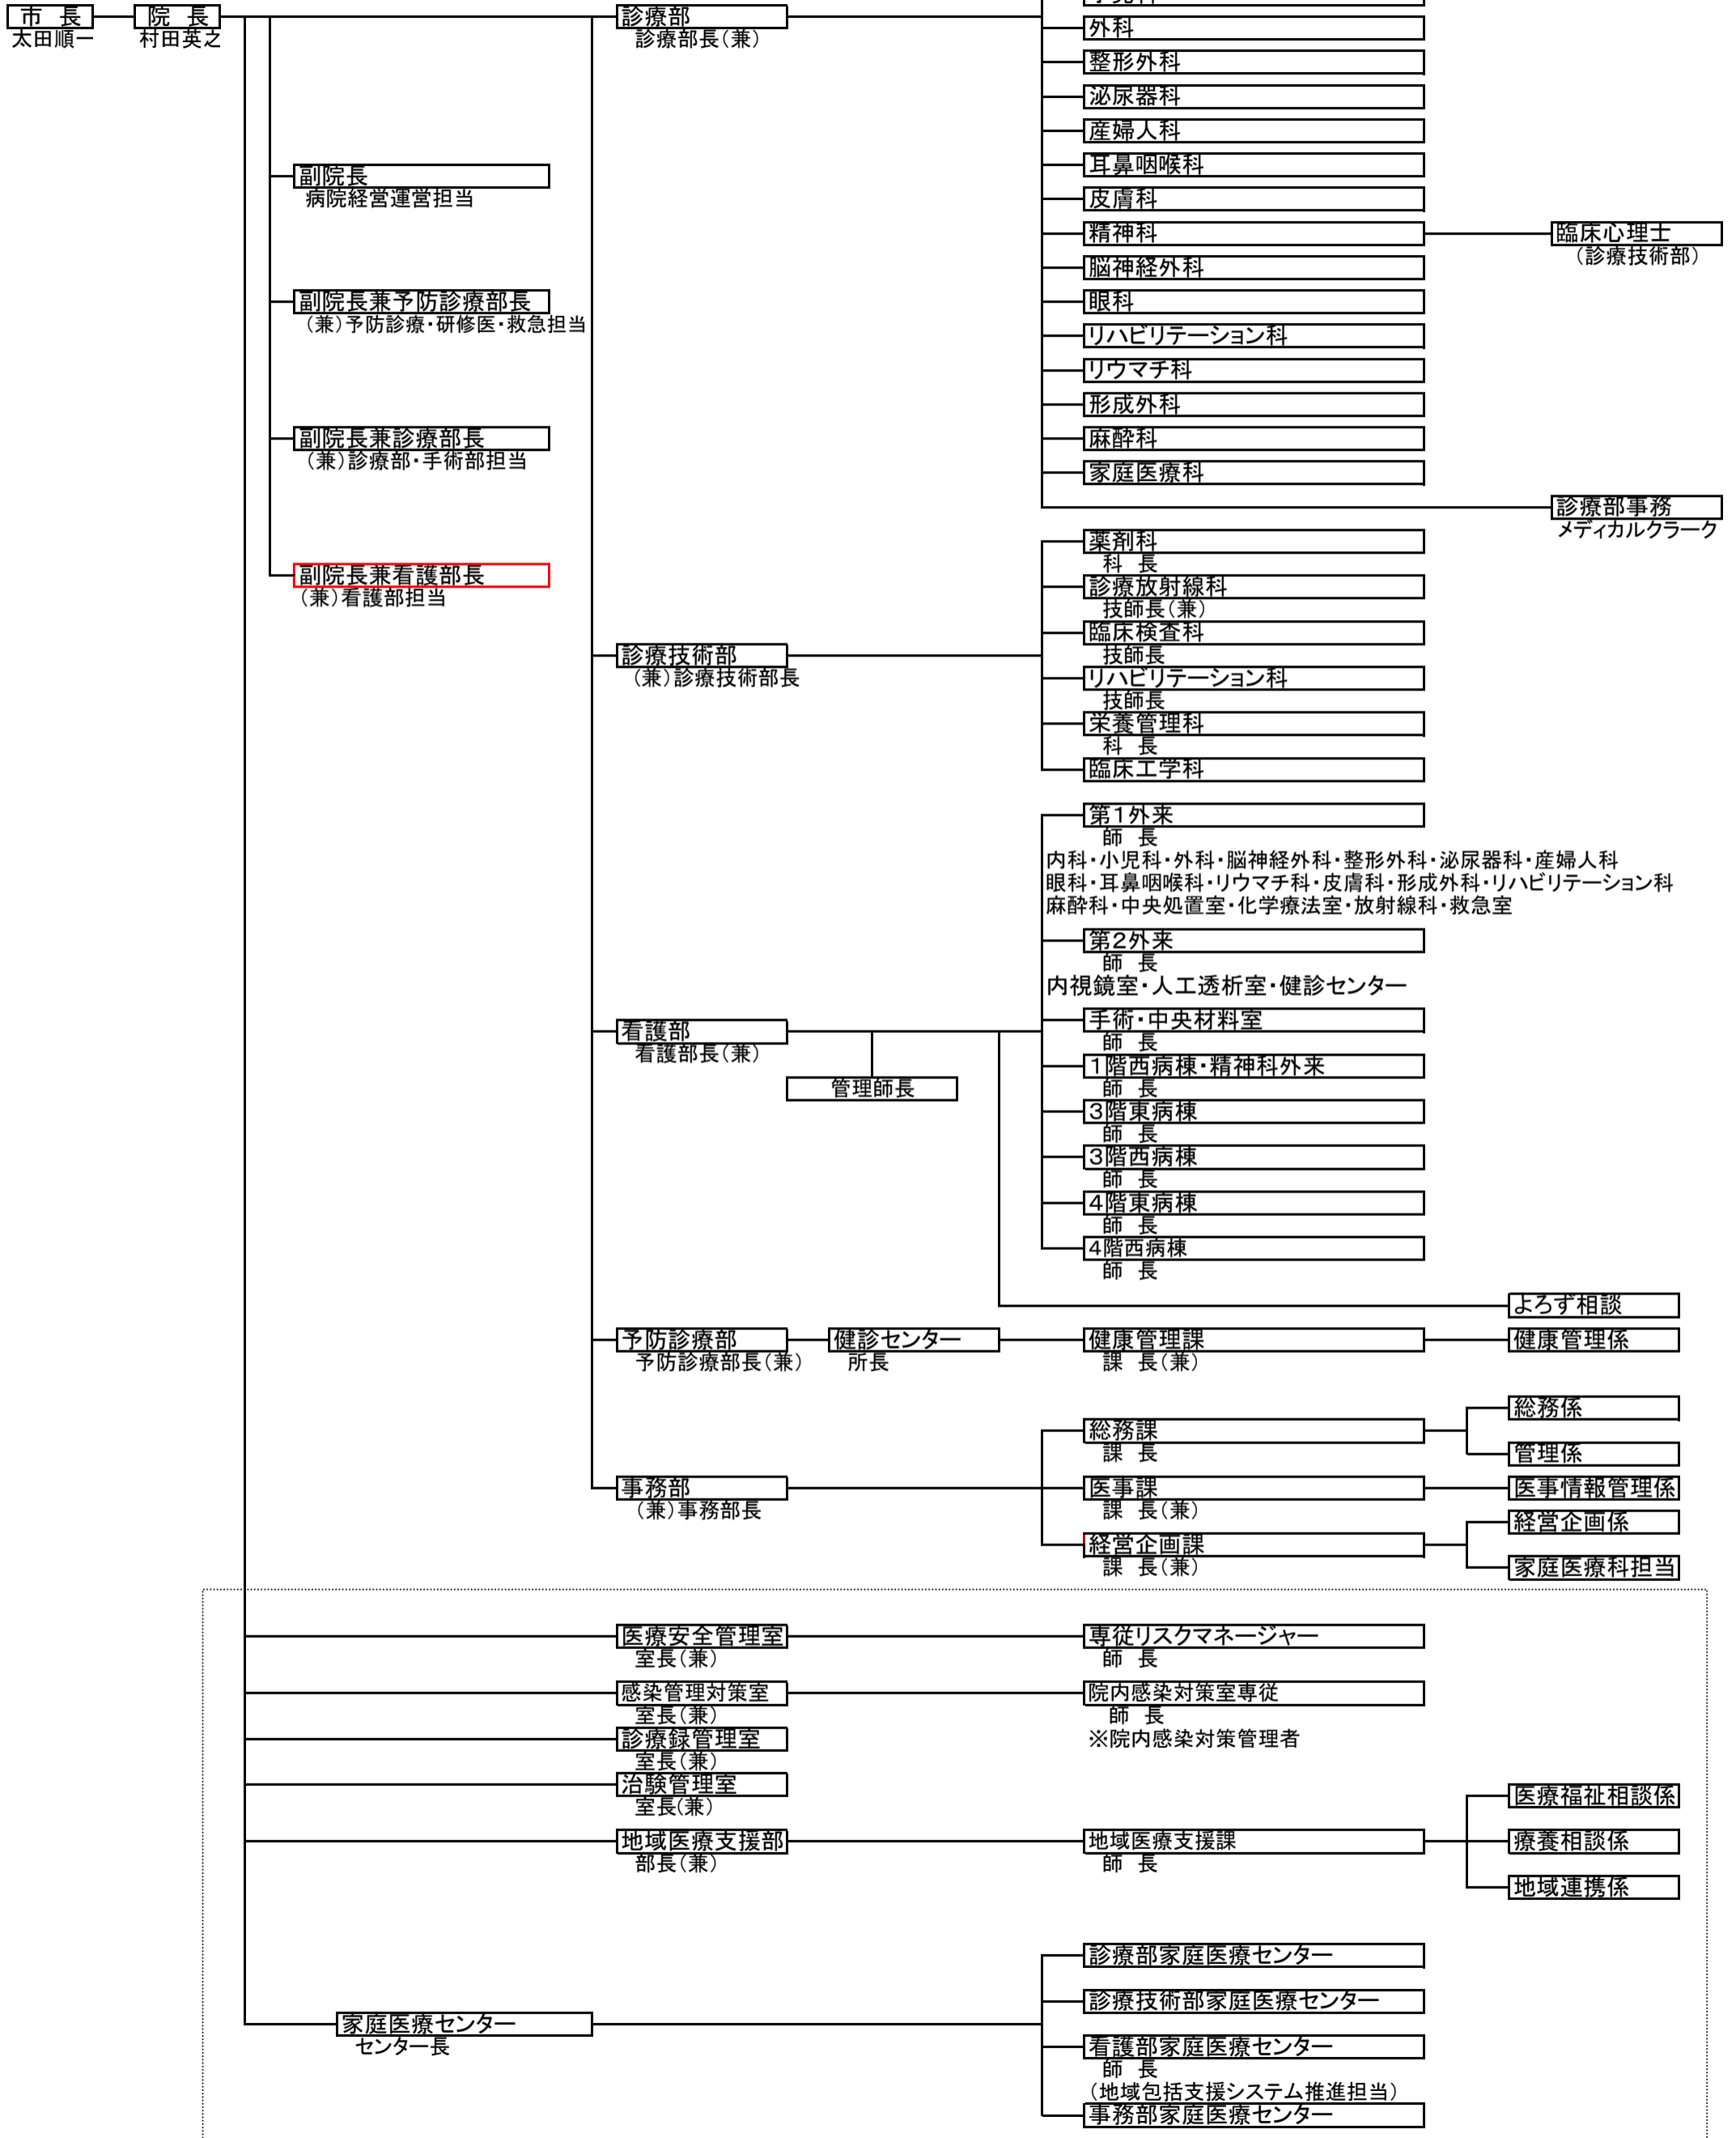 市　長
太田順一
院　長
村田英之
副院長
病院経営運営担当
副院長兼予防診療部長
（兼）予防診療・研修医・救急担当
副院長兼診療部長
（兼）診療部・手術部担当
副院長兼看護部長
（兼）看護部担当
診療部
診療部長（兼）
外科
整形外科
泌尿器科
産婦人科
耳鼻咽喉科
皮膚科
精神科
臨床心理士
（診療技術部）
脳神経外科
眼科
リハビリテーション科
リウマチ科
形成外科
麻酔科
家庭医療科
診療部事務
メディカルクラーク
診療技術部
（兼）診療技術部長
薬剤科
科　長
診療放射線科
技師長（兼）
臨床検査科
技師長
リハビリテーション科
技師長
栄養管理科
科　長
臨床工学科
看護部
看護部長（兼）
管理師長
第１外来
師　長
内科・小児科・外科・脳神経外科・整形外科・泌尿器科・産婦人科
眼科・耳鼻咽喉科・リウマチ科・皮膚科・形成外科・リハビリテーション科
麻酔科・中央処置室・化学療法室・放射線科・救急室
第２外来
師　長
内視鏡室・人工透析室・健診センター
手術・中央材料室
師　長
１階西病棟・精神科外来
師　長
３階東病棟
師　長
３階西病棟
師　長
４階東病棟
師　長
４階西病棟
師　長
よろず相談
予防診療部
予防診療部長（兼）
健診センター
所長
健康管理課
課　長（兼）
健康管理係
事務部
（兼）事務部長
総務課
課　長
総務係
管理係
医事課
課　長（兼）
医事情報管理係
経営企画課
課　長（兼）
経営企画係
家庭医療科担当
医療安全管理室
室長（兼）
専従リスクマネージャー
師　長
感染管理対策室
室長（兼）
院内感染対策室専従
師　長
※院内感染対策管理者
診療録管理室
室長（兼）
治験管理室
室長(兼）
地域医療支援部
部長（兼）
地域医療支援課
師　長
医療福祉相談係
療養相談係
地域連携係
家庭医療センター
センター長
診療部家庭医療センター
診療技術部家庭医療センター
看護部家庭医療センター
師　長
（地域包括支援システム推進担当）
事務部家庭医療センター